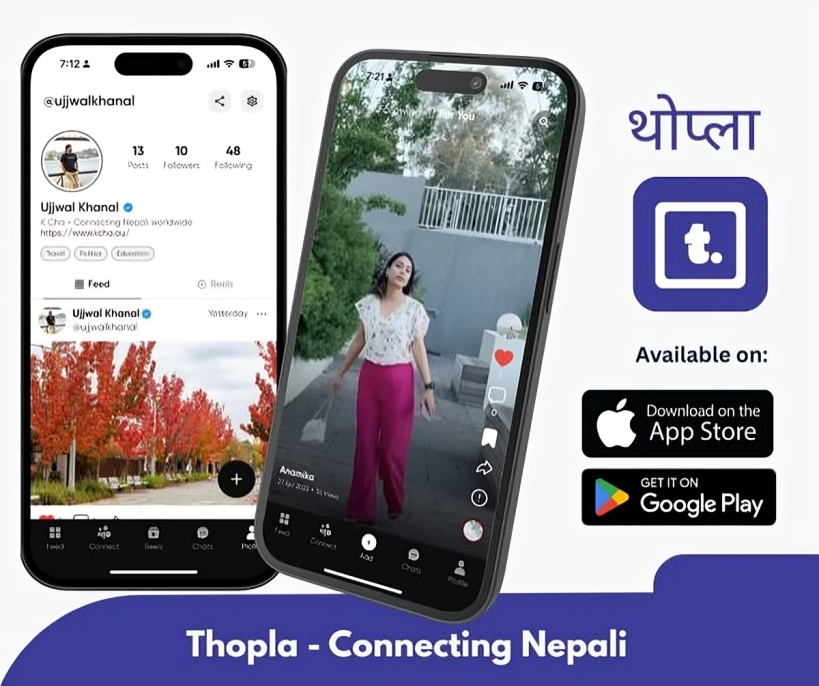 7:12
@ujjwalkhanal
13 10 48
Posts Followers Following
Ujjwal Khanal
K Cha - Connecting Nepali worldwide
https://www.kcha.au/
Travel Politics Education
Feed Reels
Ujjwal Khanal Yesterday
@ujjwalkhanal
Feed Connect Reels Chats
7:21
You
0
Anamika
Views
Feed Connect Add Chats Profile
थोप्ला
t.
Available on:
Download on the
App Store
GET IT ON
Google Play
Thopla - Connecting Nepali